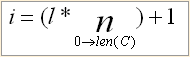 i = (l * n) + 1
0→len(C)